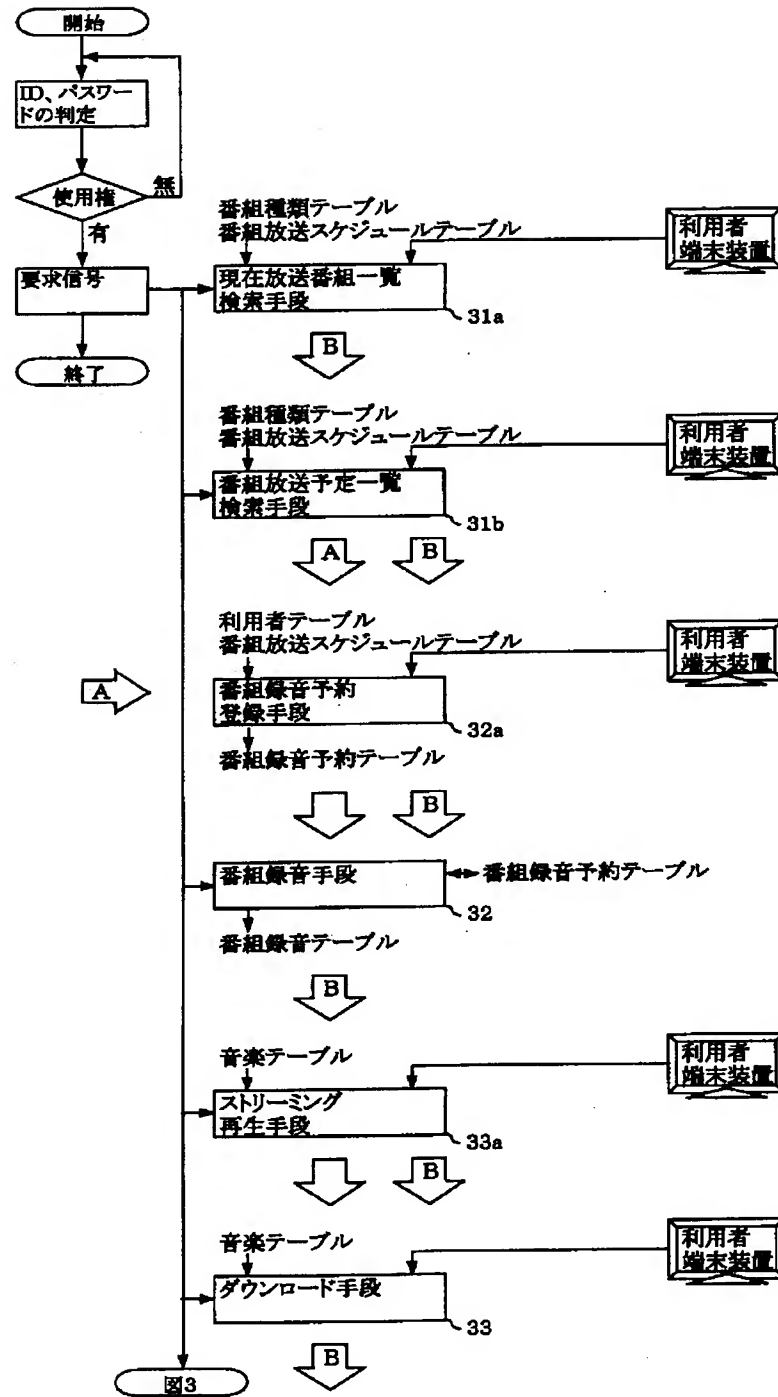 開始
ID、パスワー
ドの判定
使用権
無
有
要求信号
終了
番組種類テーブル
番組放送スケジュールテーブル
利用者
端末装置
現在放送番組一覧
検索手段
31a
B
番組種類テーブル
番組放送スケジュールテーブル
利用者
端末装置
番組放送予定一覧
検索手段
31b
A
B
利用者テーブル
番組放送スケジュールテーブル
利用者
端末装置
A
番組録音予約
登録手段
32a
番組録音予約テーブル
B
番組録音手段
番組録音予約テーブル
32
番組録音テーブル
B
音楽テーブル
利用者
端末装置
ストリーミング
再生手段
33a
B
音楽テーブル
利用者
端末装置
ダウンロード手段
33
B
図3